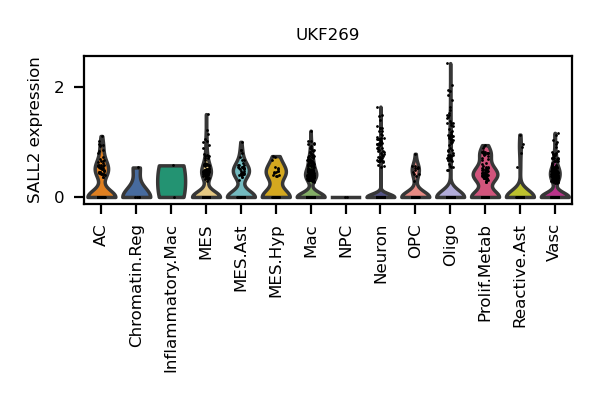 UKF269
SALL2 expression
2
0
AC
Chromatin.Reg
Inflammatory.Mac
MES
MES.Ast
MES.Hyp
Mac
NPC
Neuron
OPC
Oligo
Prolif.Metab
Reactive.Ast
Vasc